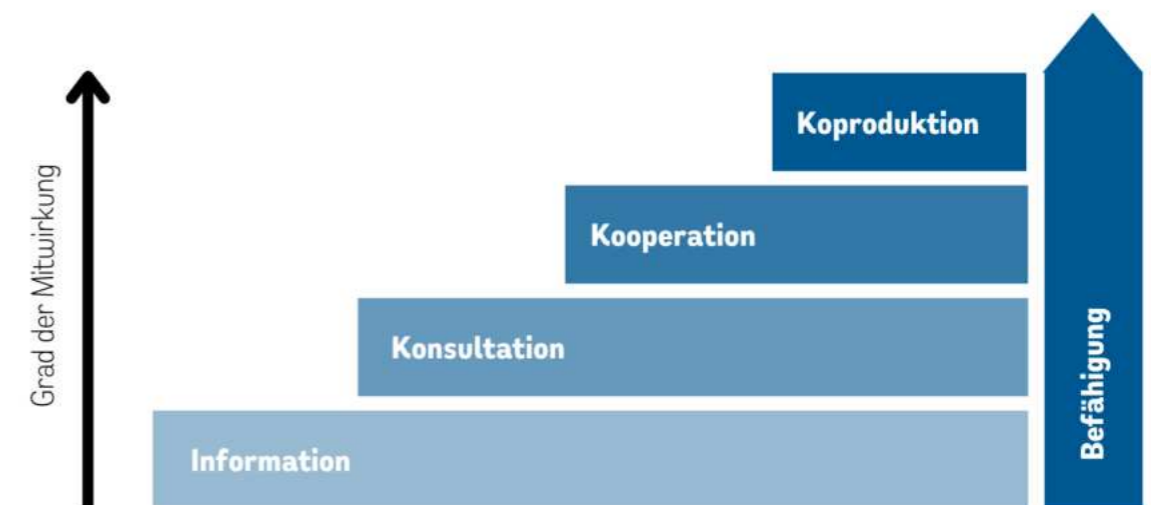 Grad der Mitwirkung
Koproduktion
Kooperation
Konsultation
Information
Befähigung